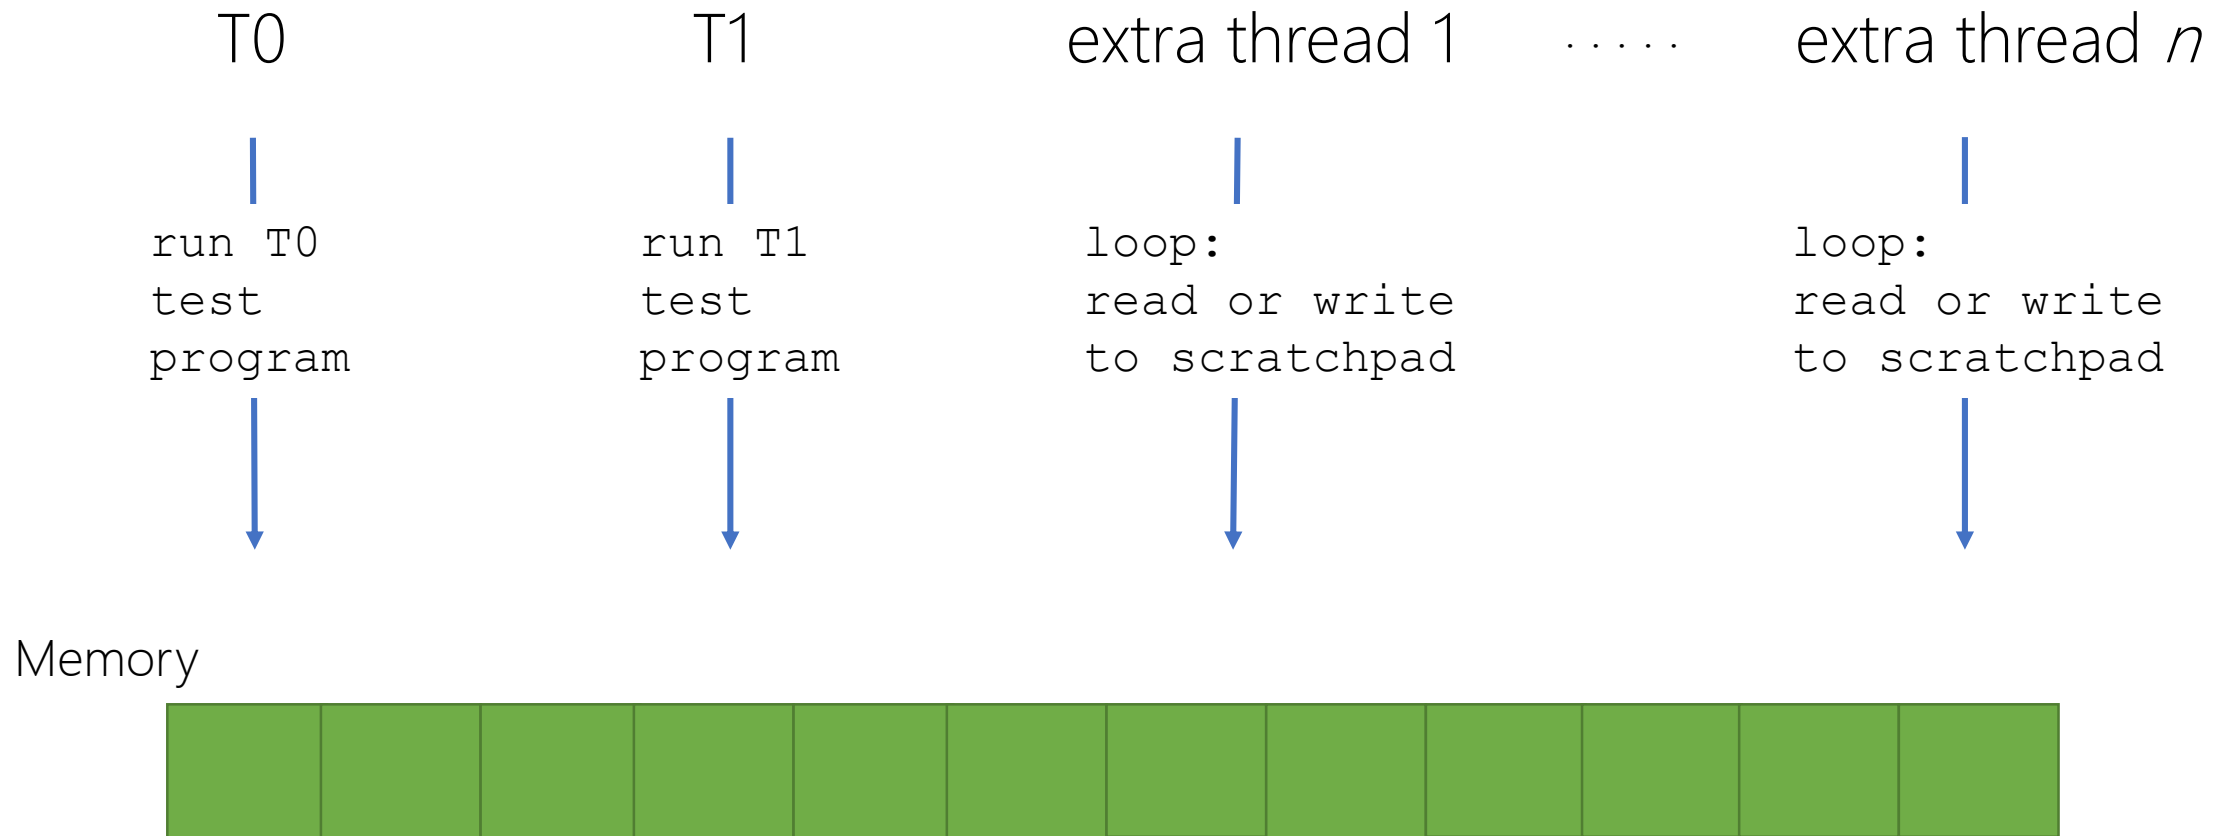 T0 T1 extra thread 1 . . . . . extra thread n
run T0
test
program
run T1
test
program
loop:
read or write
to scratchpad
loop:
read or write
to scratchpad
Memory